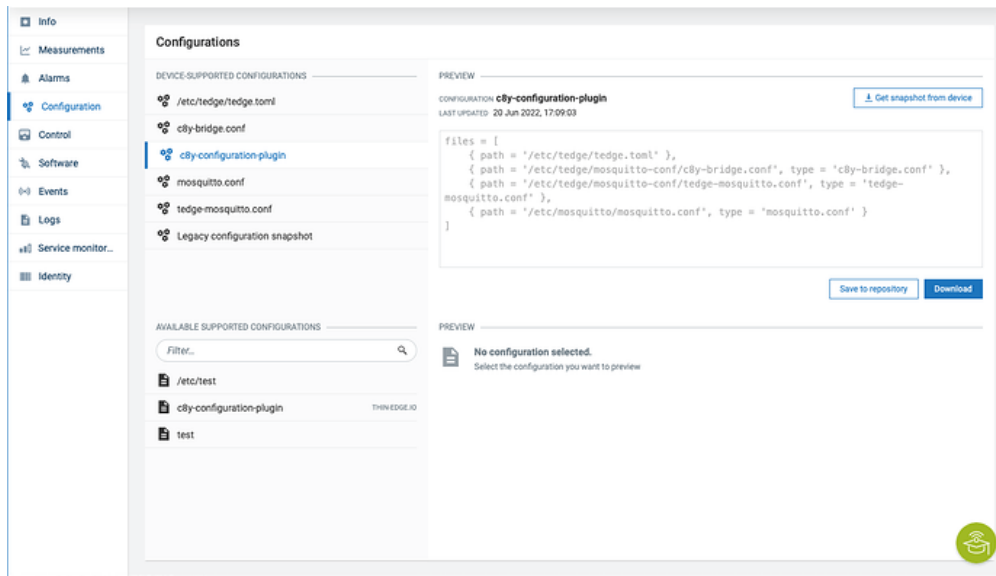 Info
Measurements
Alarms
Configuration
Control
Software
Events
Logs
Service monitor...
Identity
Configurations
DEVICE-SUPPORTED CONFIGURATIONS
/etc/tedge/tedge.toml
c8y-bridge.conf
c8y-configuration-plugin
mosquitto.conf
tedge-mosquitto.conf
Legacy configuration snapshot
PREVIEW
CONFIGURATION c8y-configuration-plugin
LAST UPDATED 20 Jun 2022, 17:09:03
Get snapshot from device
files = [
{ path = '/etc/tedge/tedge.toml' },
{ path = '/etc/tedge/mosquitto-conf/c8y-bridge.conf', type = 'c8y-bridge.conf' },
{ path = '/etc/tedge/mosquitto-conf/tedge-mosquitto.conf', type = 'tedge-
mosquitto.conf' },
{ path = '/etc/mosquitto/mosquitto.conf', type = 'mosquitto.conf' }
]
Save to repository
Download
AVAILABLE SUPPORTED CONFIGURATIONS
Filter...
/etc/test
c8y-configuration-plugin THIN-EDGE.IO
test
PREVIEW
No configuration selected.
Select the configuration you want to preview